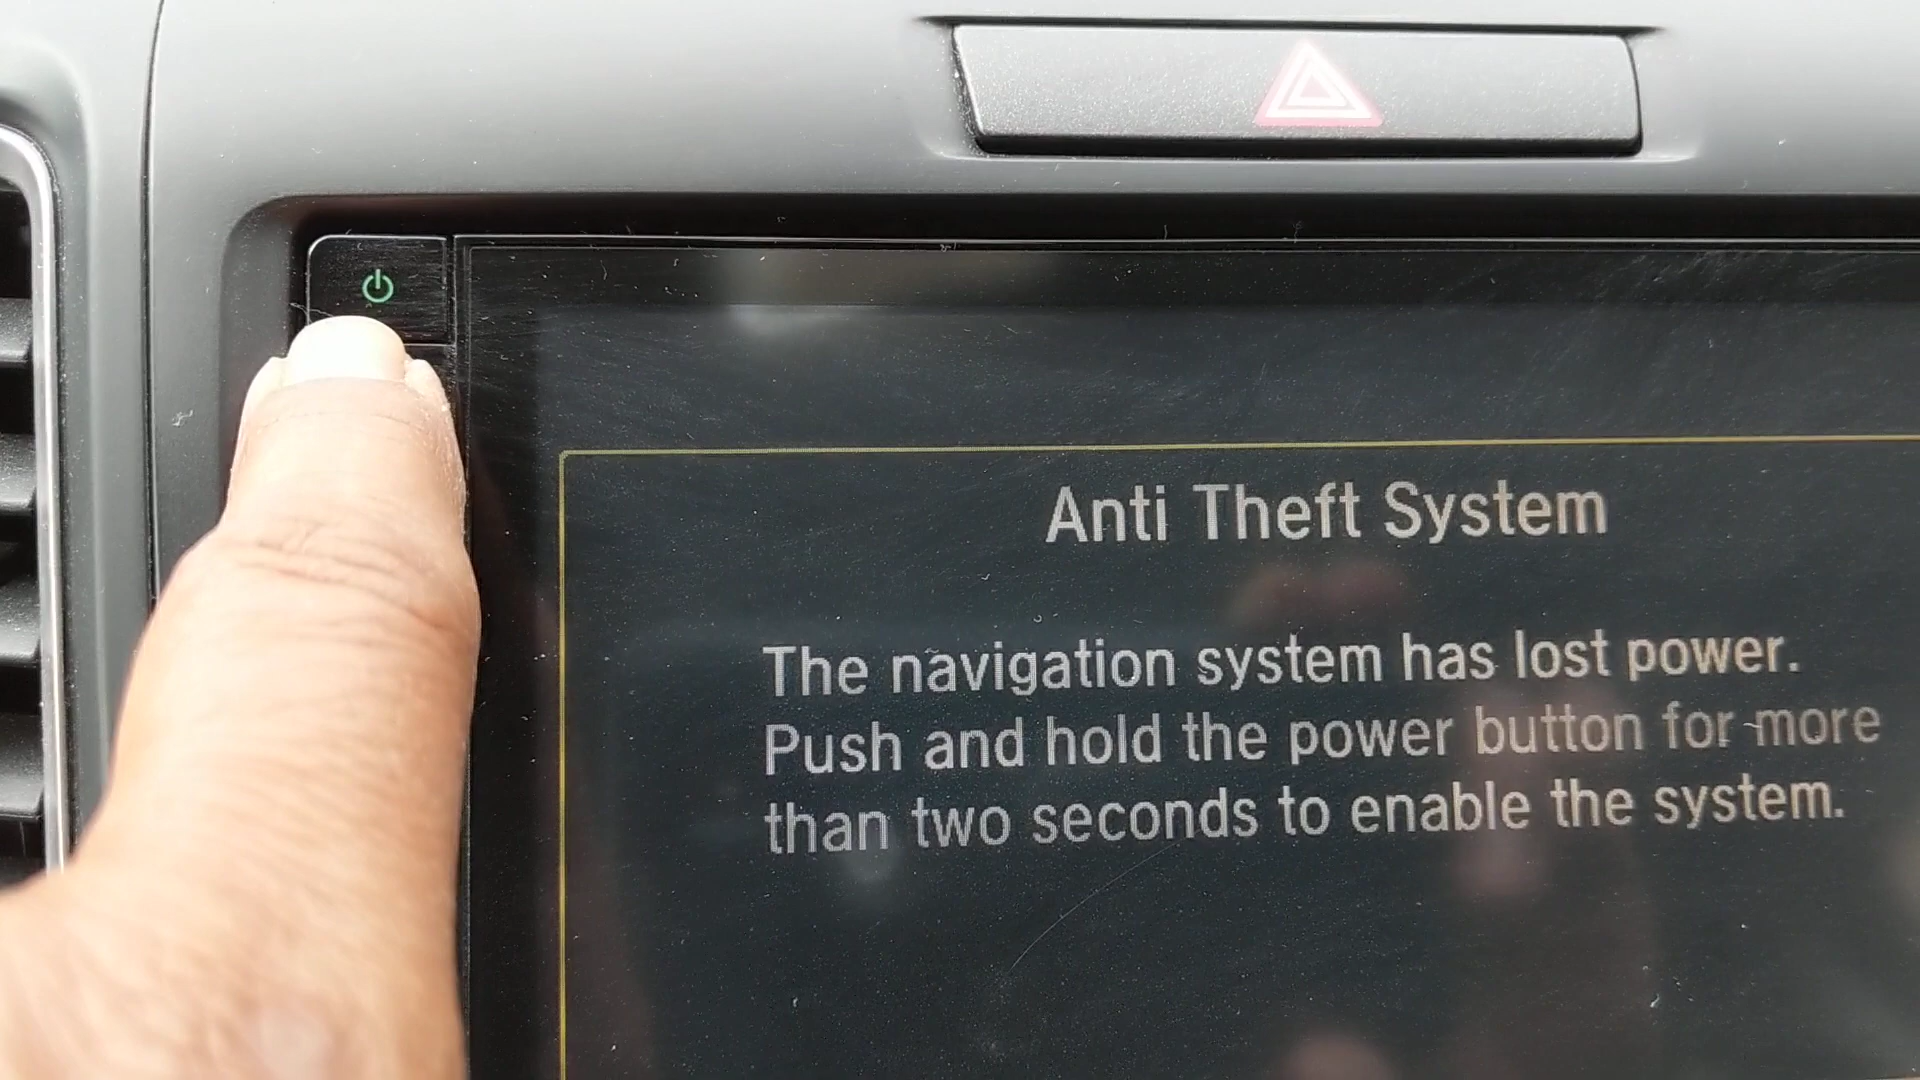 Anti Theft System
The navigation system has lost power.
Push and hold the power button for more
than two seconds to enable the system.